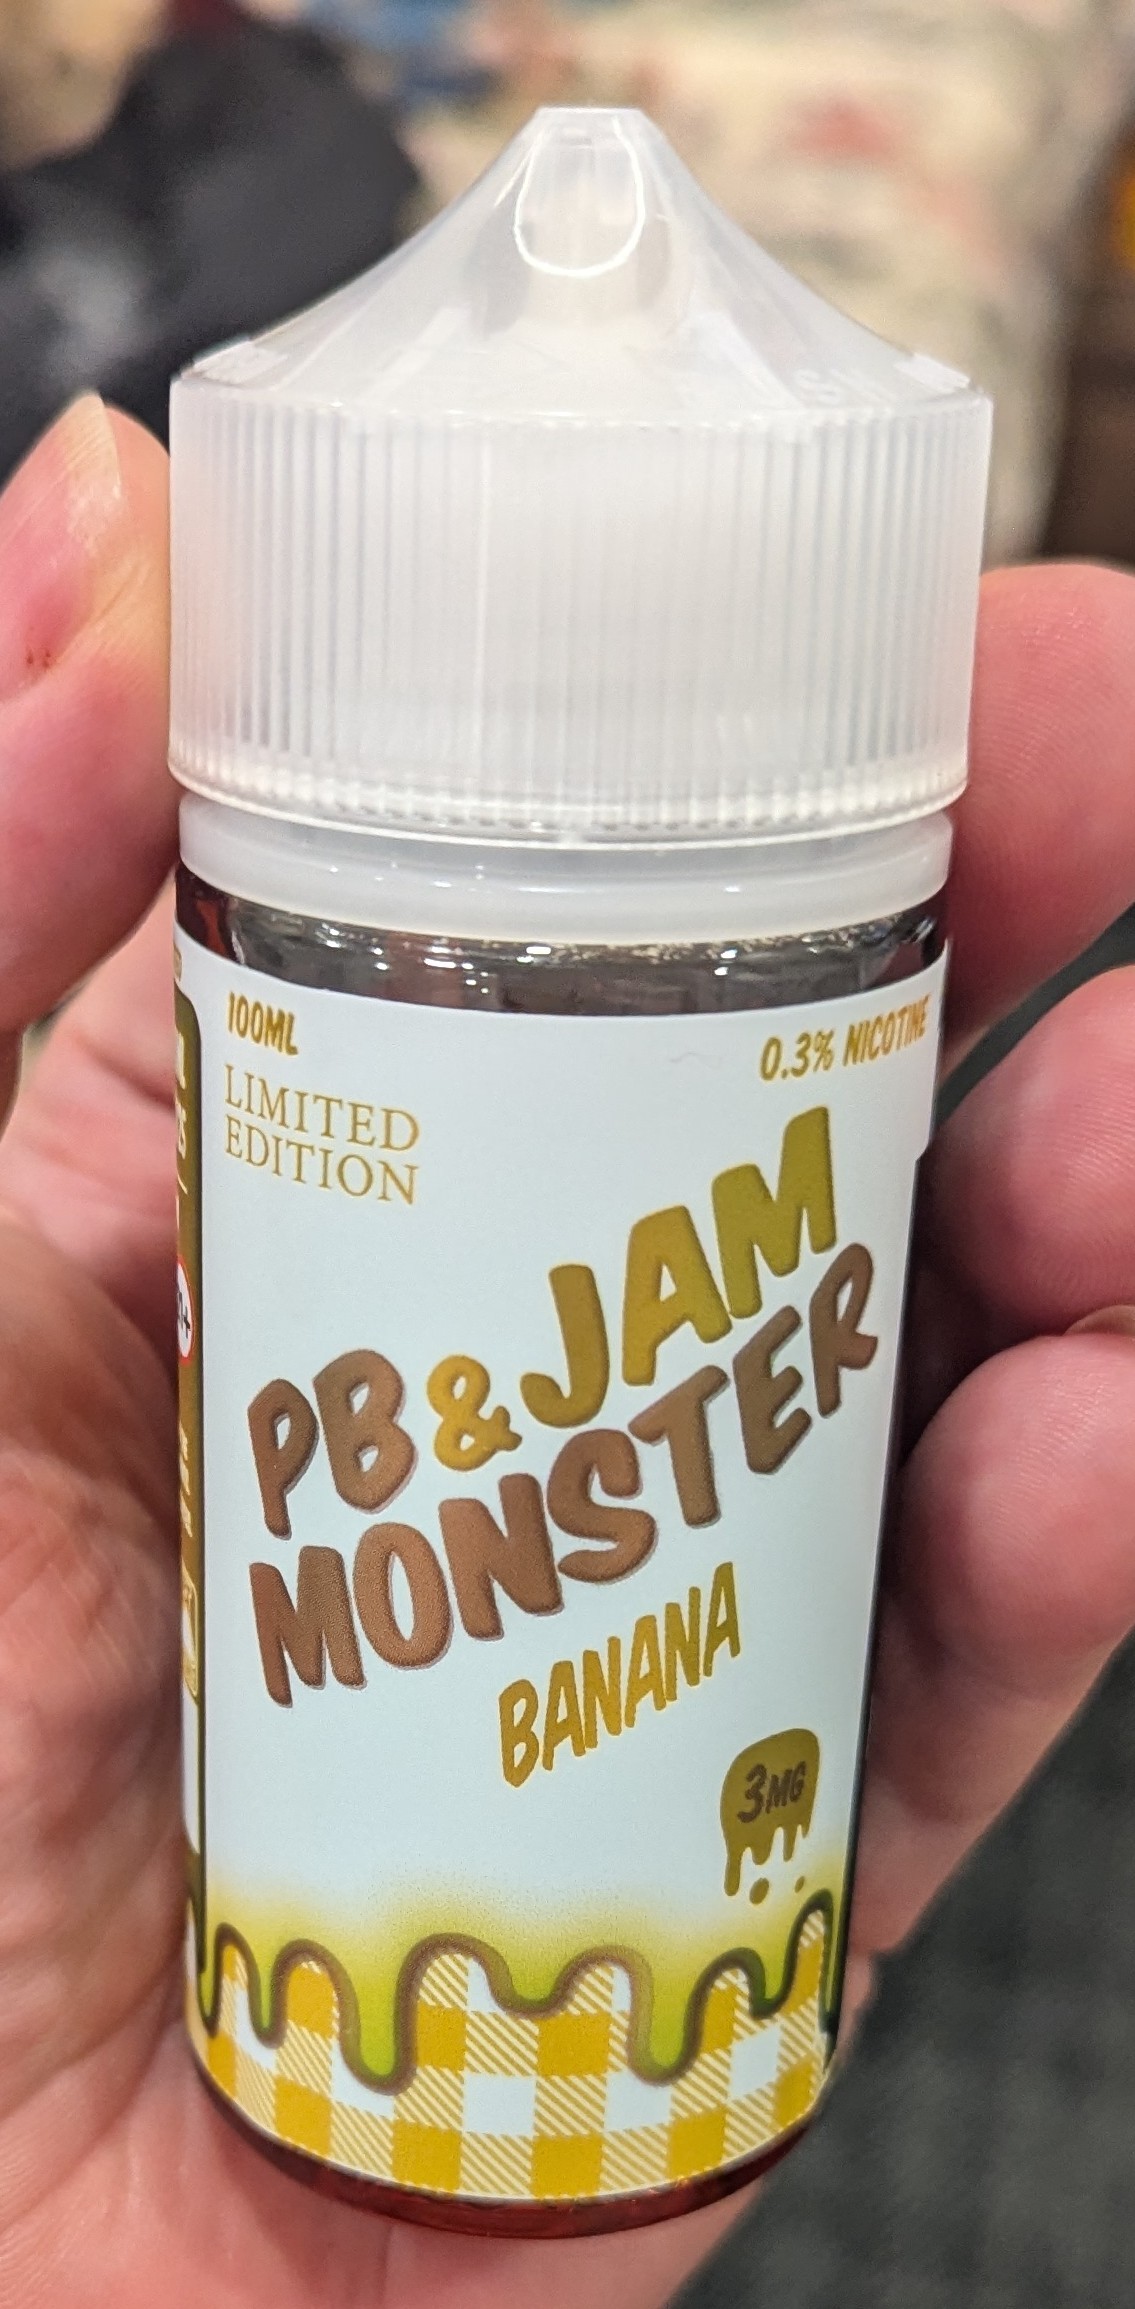 100ML
0.3% NICOTINE
LIMITED
EDITION
PB & JAM
MONSTER
BANANA
3MG